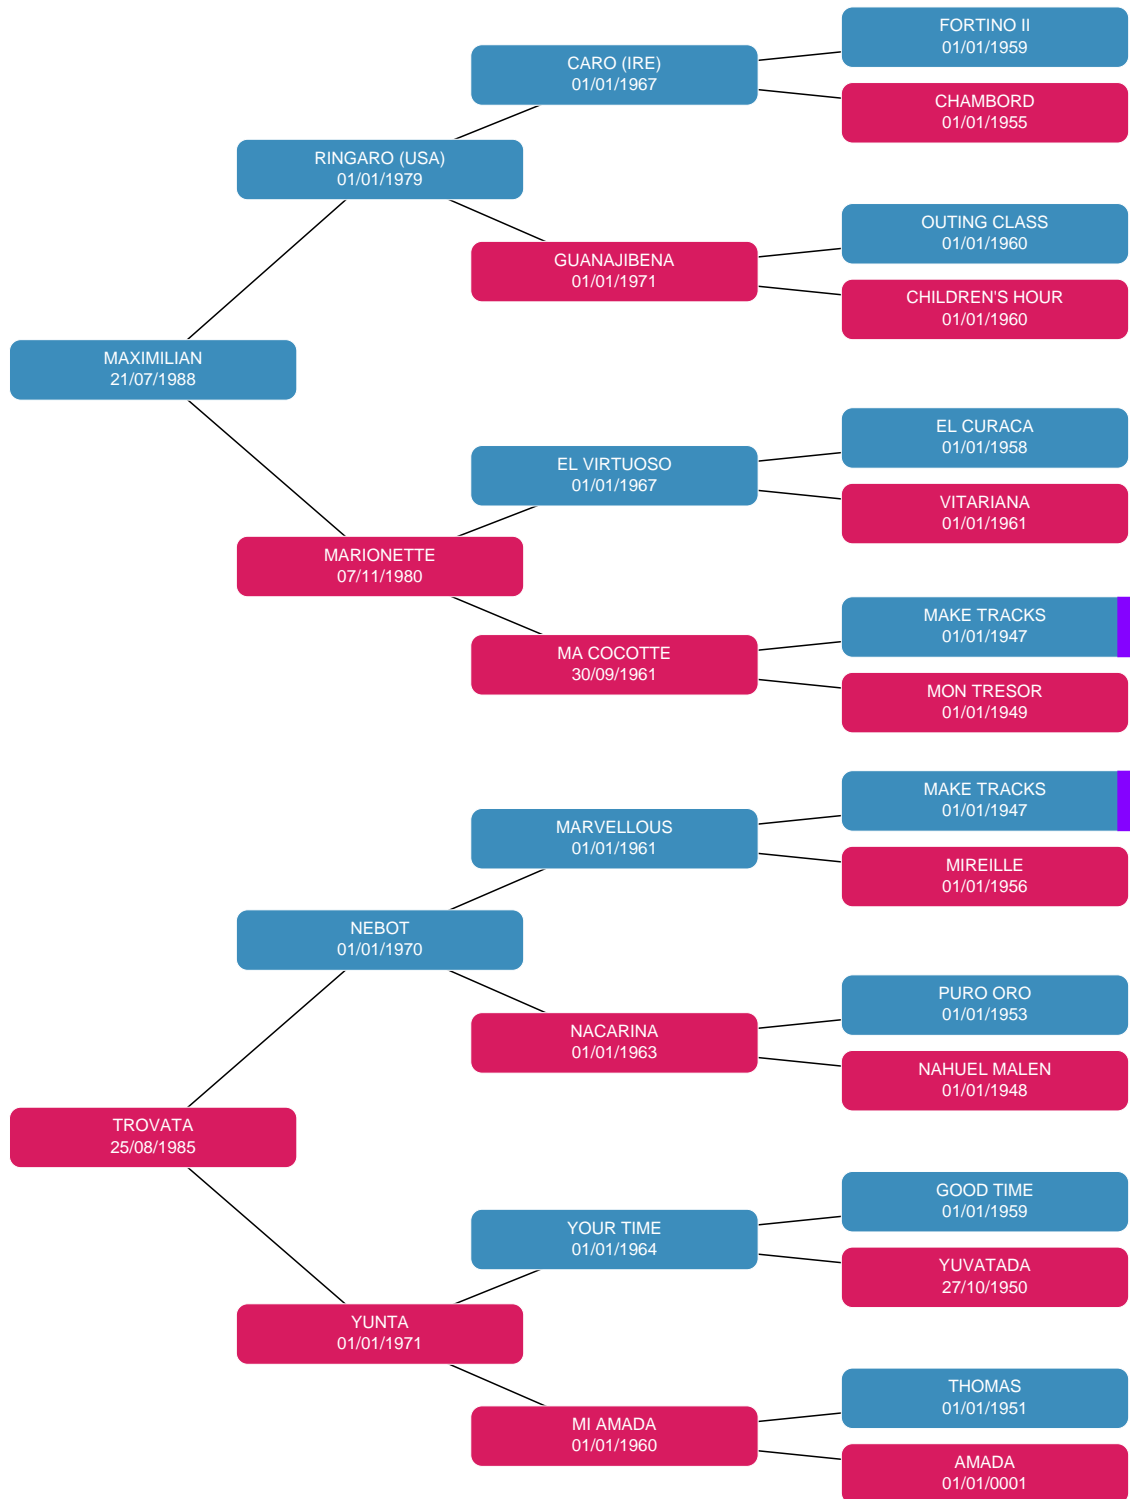 FORTINO II
01/01/1959
CARO (IRE)
01/01/1967
CHAMBORD
01/01/1955
RINGARO (USA)
01/01/1979
OUTING CLASS
01/01/1960
GUANAJIBENA
01/01/1971
CHILDREN'S HOUR
01/01/1960
MAXIMILIAN
21/07/1988
EL CURACA
01/01/1958
EL VIRTUOSO
01/01/1967
VITARIANA
01/01/1961
MARIONETTE
07/11/1980
MAKE TRACKS
01/01/1947
MA COCOTTE
30/09/1961
MON TRESOR
01/01/1949
MAKE TRACKS
01/01/1947
MARVELLOUS
01/01/1961
MIREILLE
01/01/1956
NEBOT
01/01/1970
PURO ORO
01/01/1953
NACARINA
01/01/1963
NAHUEL MALEN
01/01/1948
TROVATA
25/08/1985
GOOD TIME
01/01/1959
YOUR TIME
01/01/1964
YUVATADA
27/10/1950
YUNTA
01/01/1971
THOMAS
01/01/1951
MI AMADA
01/01/1960
AMADA
01/01/0001